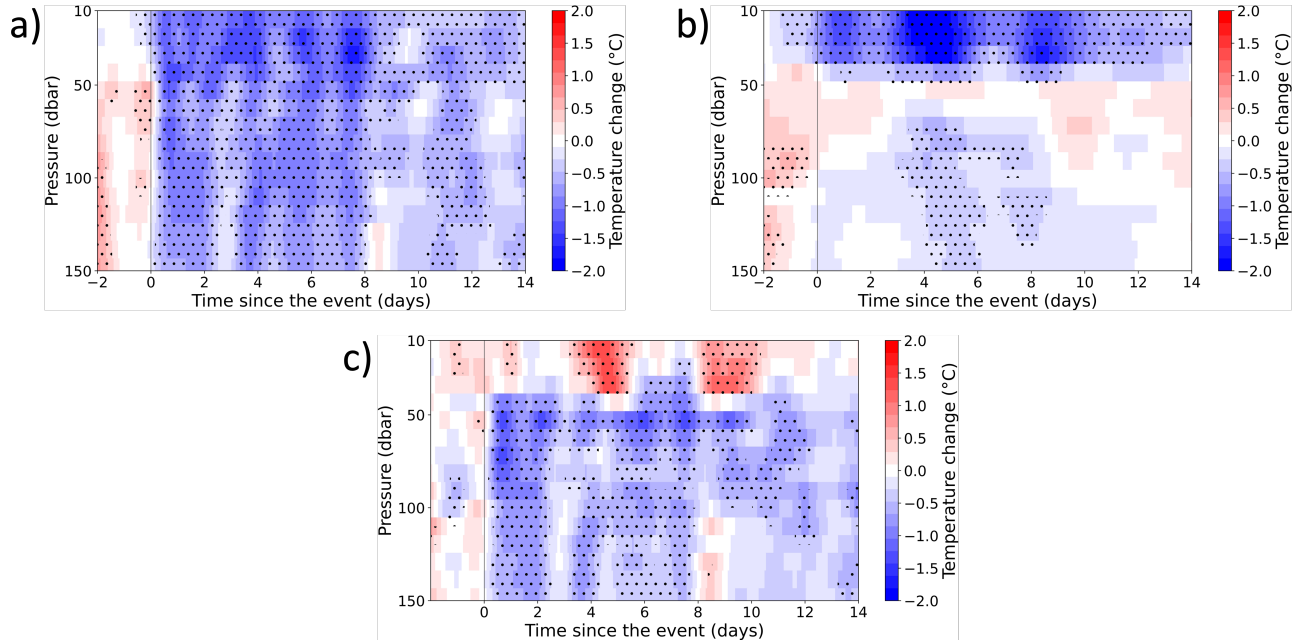 a)
10
50
100
150
Pressure (dbar)
−2 0 2 4 6 8 10 12 14
Time since the event (days)
2.0
1.5
1.0
0.5
0.0
−0.5
−1.0
−1.5
−2.0
Temperature change (°C)
b)
10
50
100
150
Pressure (dbar)
−2 0 2 4 6 8 10 12 14
Time since the event (days)
2.0
1.5
1.0
0.5
0.0
−0.5
−1.0
−1.5
−2.0
Temperature change (°C)
c)
10
50
100
150
Pressure (dbar)
0 2 4 6 8 10 12 14
Time since the event (days)
2.0
1.5
1.0
0.5
0.0
−0.5
−1.0
−1.5
−2.0
Temperature change (°C)